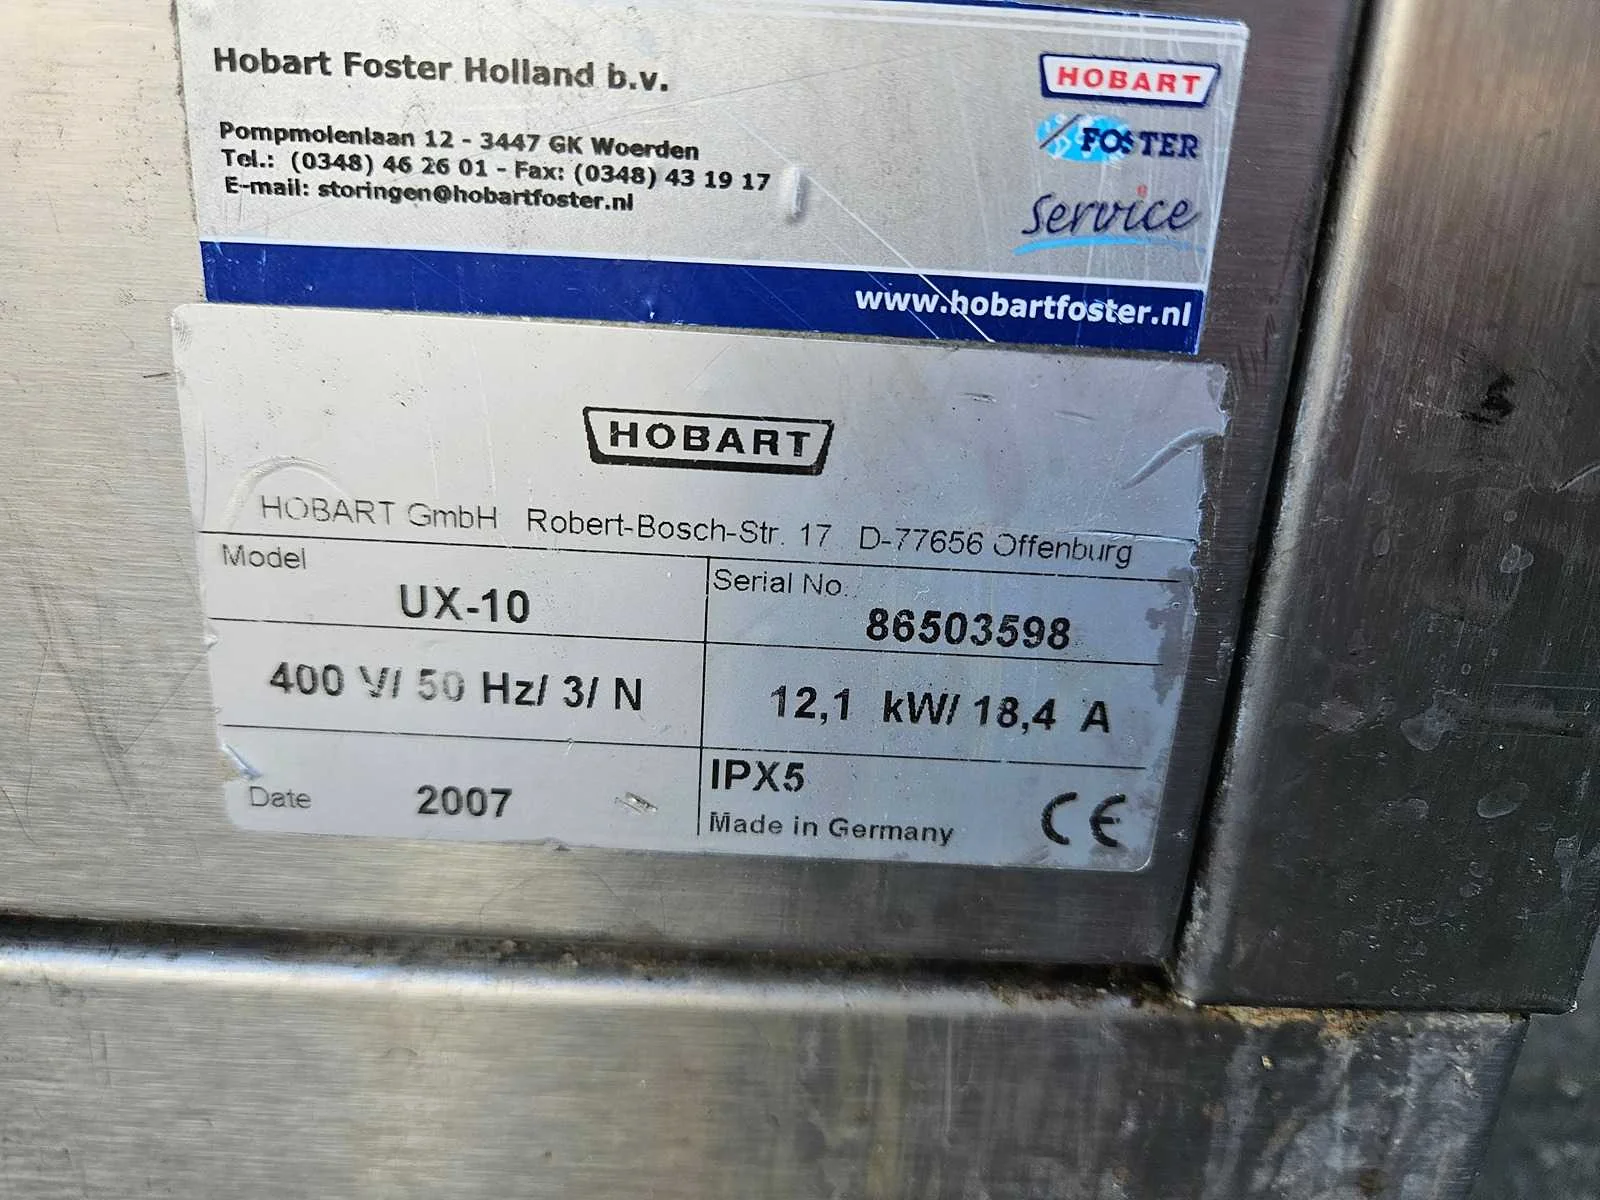 Hobart Foster Holland b.v.
HOBART
FOSTER
Service
Pompmolenlaan 12 - 3447 GK Woerden
Tel.: (0348) 46 26 01 - Fax: (0348) 43 19 17
E-mail: storingen@hobartfoster.nl
www.hobartfoster.nl
HOBART
HOBART GmbH Robert-Bosch-Str. 17 D-77656 Offenburg
Model UX-10
Serial No. 86503598
400 V/ 50 Hz/ 3/ N
12,1 kW/ 18,4 A
Date 2007
IPX5
Made in Germany CE